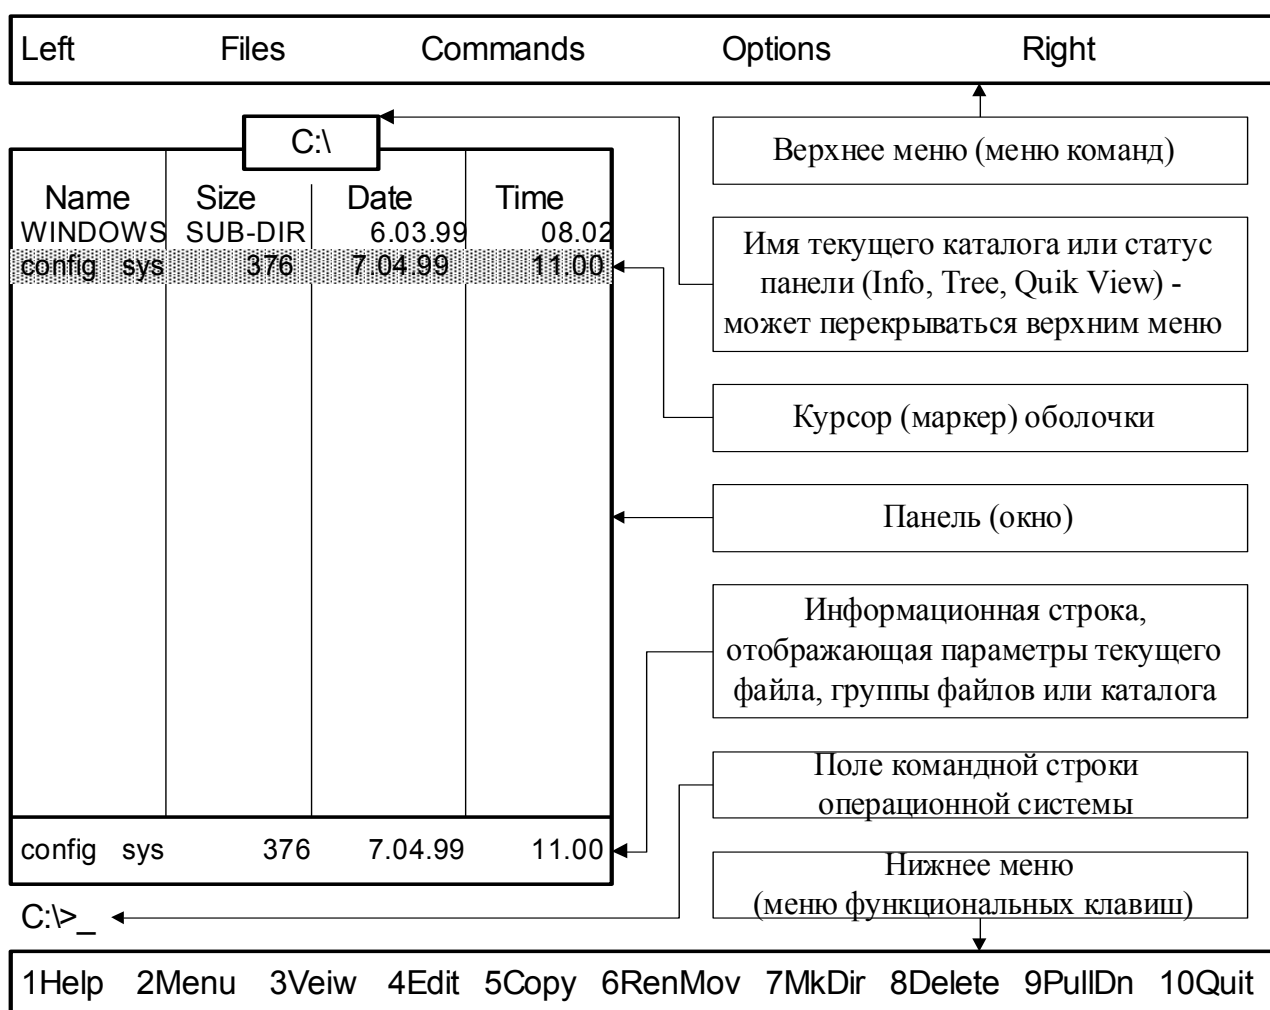 Left Files Commands Options Right
C:\
Name Size Date Time
WINDOWS SUB-DIR 6.03.99 08.02
config sys 376 7.04.99 11.00
config sys 376 7.04.99 11.00
C:\>_
Верхнее меню (меню команд)
Имя текущего каталога или статус
панели (Info, Tree, Quik View) -
может перекрываться верхним меню
Курсор (маркер) оболочки
Панель (окно)
Информационная строка,
отображающая параметры текущего
файла, группы файлов или каталога
Поле командной строки
операционной системы
Нижнее меню
(меню функциональных клавиш)
1Help 2Menu 3Veiw 4Edit 5Copy 6RenMov 7MkDir 8Delete 9PullDn 10Quit